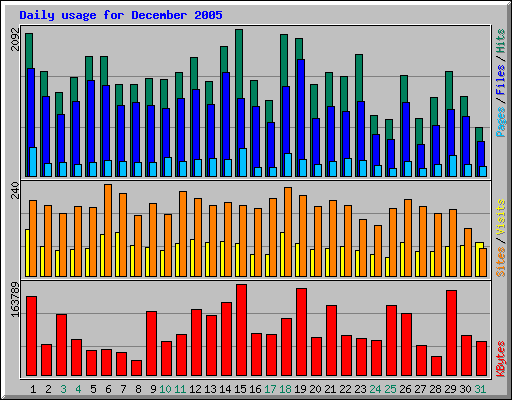 Daily usage for December 2005
2092
Pages / Files / Hits
240
Sites / Visits
163789
KBytes
1 2 3 4 5 6 7 8 9 10 11 12 13 14 15 16 17 18 19 20 21 22 23 24 25 26 27 28 29 30 31